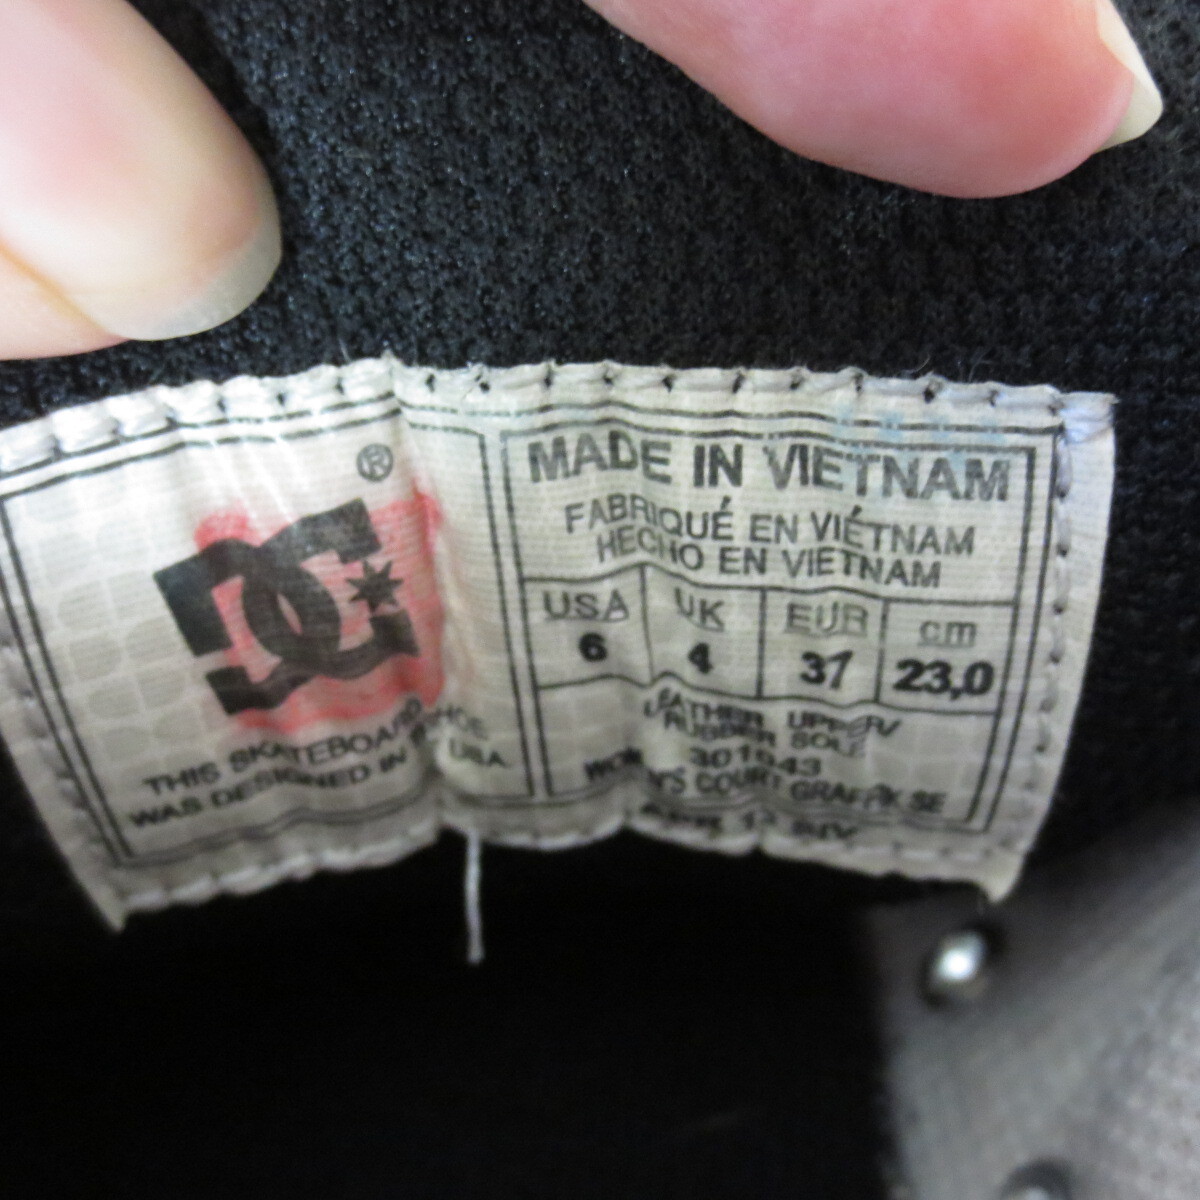 ®
DC
THIS SKATEBOARD SHOE
WAS DESIGNED IN USA.
MADE IN VIETNAM
FABRIQUÉ EN VIÉTNAM
HECHO EN VIETNAM
USA UK EUR cm
6 4 37 23,0
LEATHER UPPER/
RUBBER SOLE
301043
COURT GRAFFIK SE